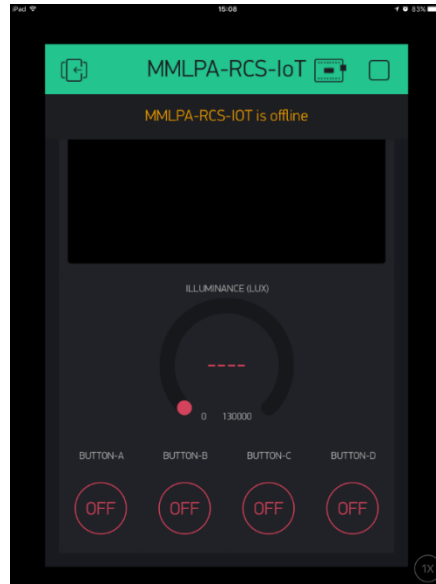 iPad 15:08 83%
MMLPA-RCS-IoT
MMLPA-RCS-IOT is offline
ILLUMINANCE (LUX)
----
0 130000
BUTTON-A BUTTON-B BUTTON-C BUTTON-D
OFF OFF OFF OFF
1X